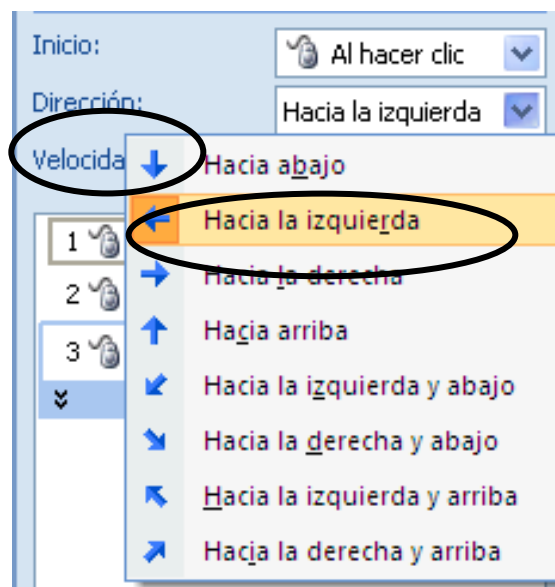 Inicio:
Al hacer clic
Dirección:
Hacia la izquierda
Velocida
Hacia abajo
Hacia la izquierda
1
Hacia la derecha
2
Hacia arriba
3
Hacia la izquierda y abajo
Hacia la derecha y abajo
Hacia la izquierda y arriba
Hacia la derecha y arriba